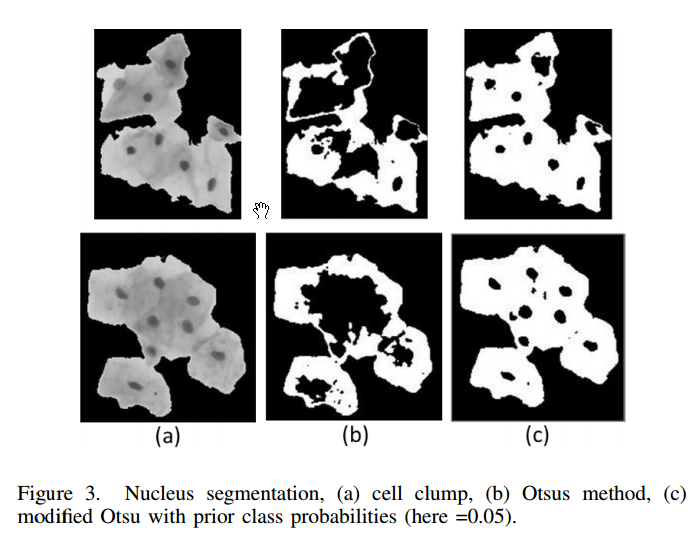 (a) (b) (c)
Figure 3. Nucleus segmentation, (a) cell clump, (b) Otsus method, (c)
modified Otsu with prior class probabilities (here =0.05).